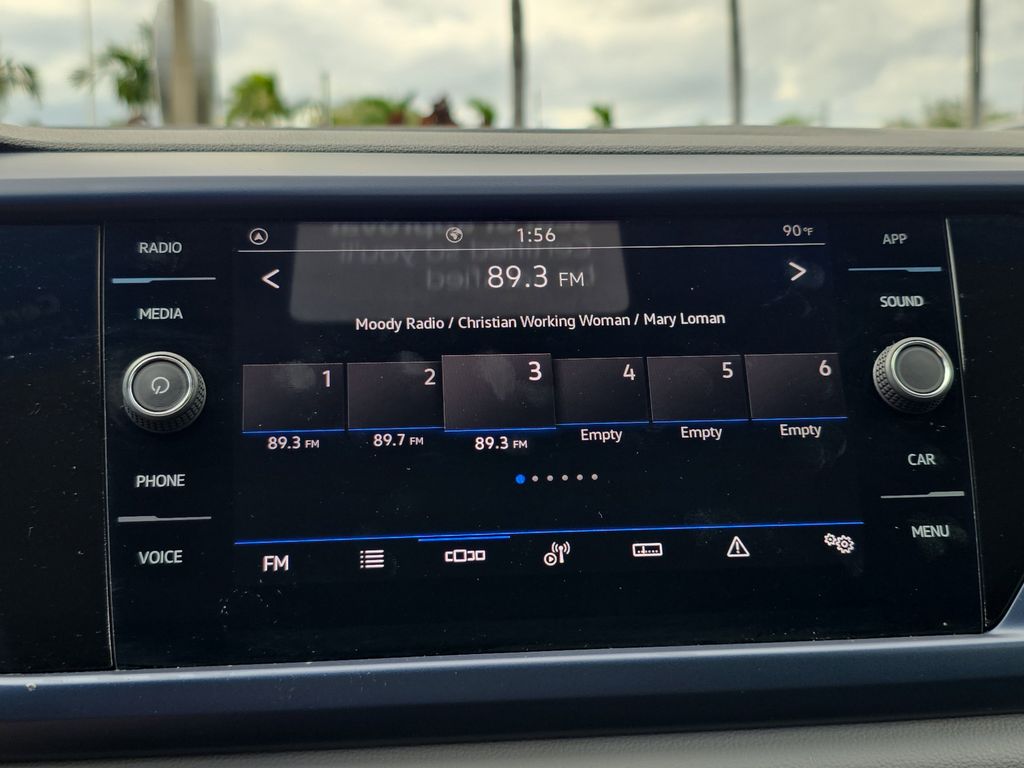 RADIO
MEDIA
PHONE
VOICE
1:56
90°F
89.3 FM
Moody Radio / Christian Working Woman / Mary Loman
1 2 3 4 5 6
89.3 FM 89.7 FM 89.3 FM Empty Empty Empty
FM
APP
SOUND
CAR
MENU